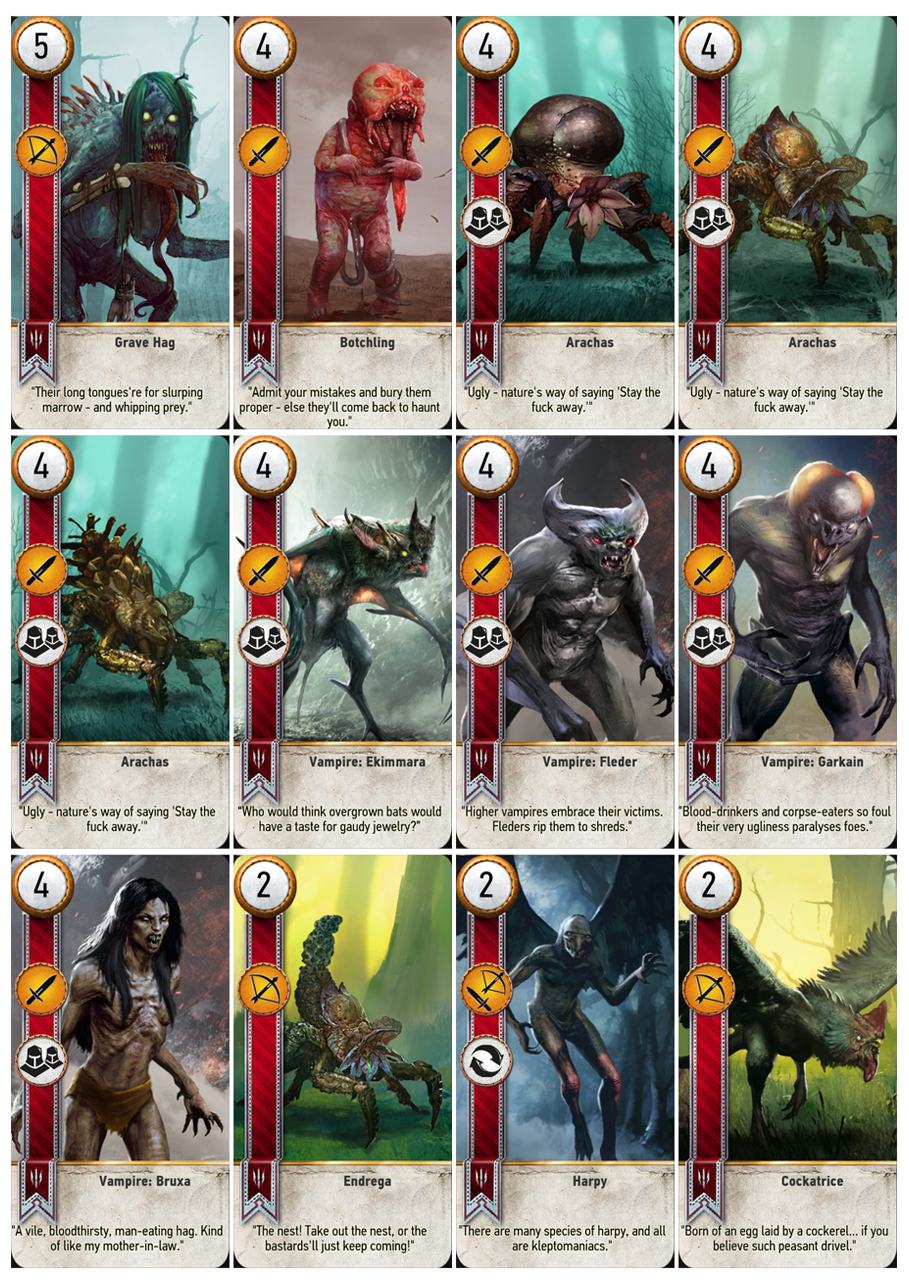 5
Grave Hag
"Their long tongues're for slurping
marrow - and whipping prey."
4
Botchling
"Admit your mistakes and bury them
proper - else they'll come back to haunt
you."
4
Arachas
"Ugly - nature's way of saying 'Stay the
fuck away.'"
4
Arachas
"Ugly - nature's way of saying 'Stay the
fuck away.'"
4
Arachas
"Ugly - nature's way of saying 'Stay the
fuck away.'"
4
Vampire: Ekimmara
"Who would think overgrown bats would
have a taste for gaudy jewelry?"
4
Vampire: Fleder
"Higher vampires embrace their victims.
Fleders rip them to shreds."
4
Vampire: Garkain
"Blood-drinkers and corpse-eaters so foul
their very ugliness paralyses foes."
4
Vampire: Bruxa
"A vile, bloodthirsty, man-eating hag. Kind
of like my mother-in-law."
2
Endrega
"The nest! Take out the nest, or the
bastards'll just keep coming!"
2
Harpy
"There are many species of harpy, and all
are kleptomaniacs."
2
Cockatrice
"Born of an egg laid by a cockerel... if you
believe such peasant drivel."